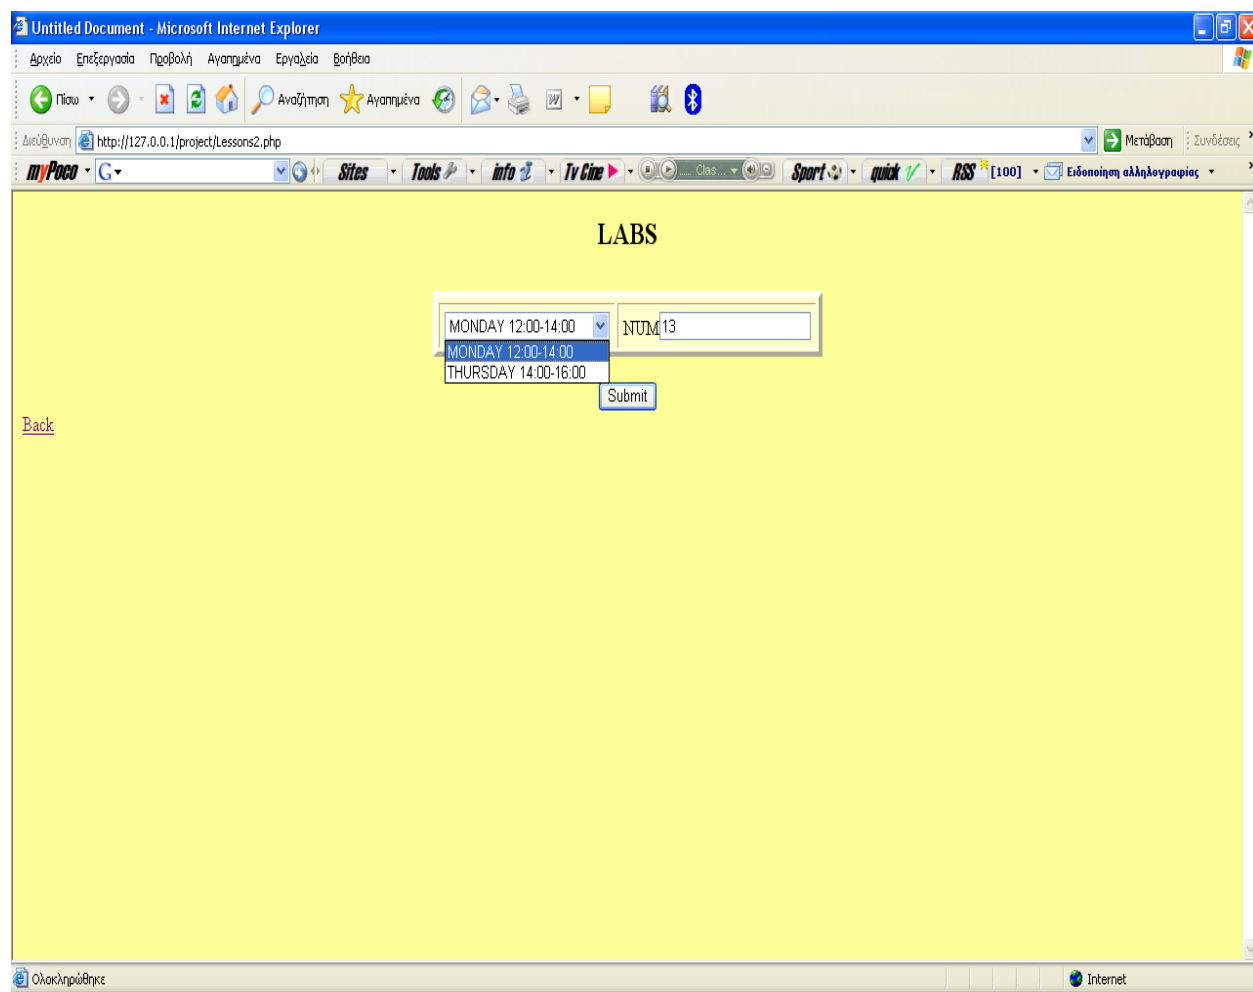 Untitled Document - Microsoft Internet Explorer
Αρχείο Επεξεργασία Προβολή Αγαπημένα Εργαλεία Βοήθεια
Πίσω Αναζήτηση Αγαπημένα
Διεύθυνση http://127.0.0.1/project/Lessons2.php Μετάβαση Συνδέσεις »
myPoco G Sites Tools info Tv Cine .... Clas... Sport quick RSS [100] Ειδοποίηση αλληλογραφίας »
LABS
MONDAY 12:00-14:00 NUM 13
MONDAY 12:00-14:00
THURSDAY 14:00-16:00
Submit
Back
Ολοκληρώθηκε Internet